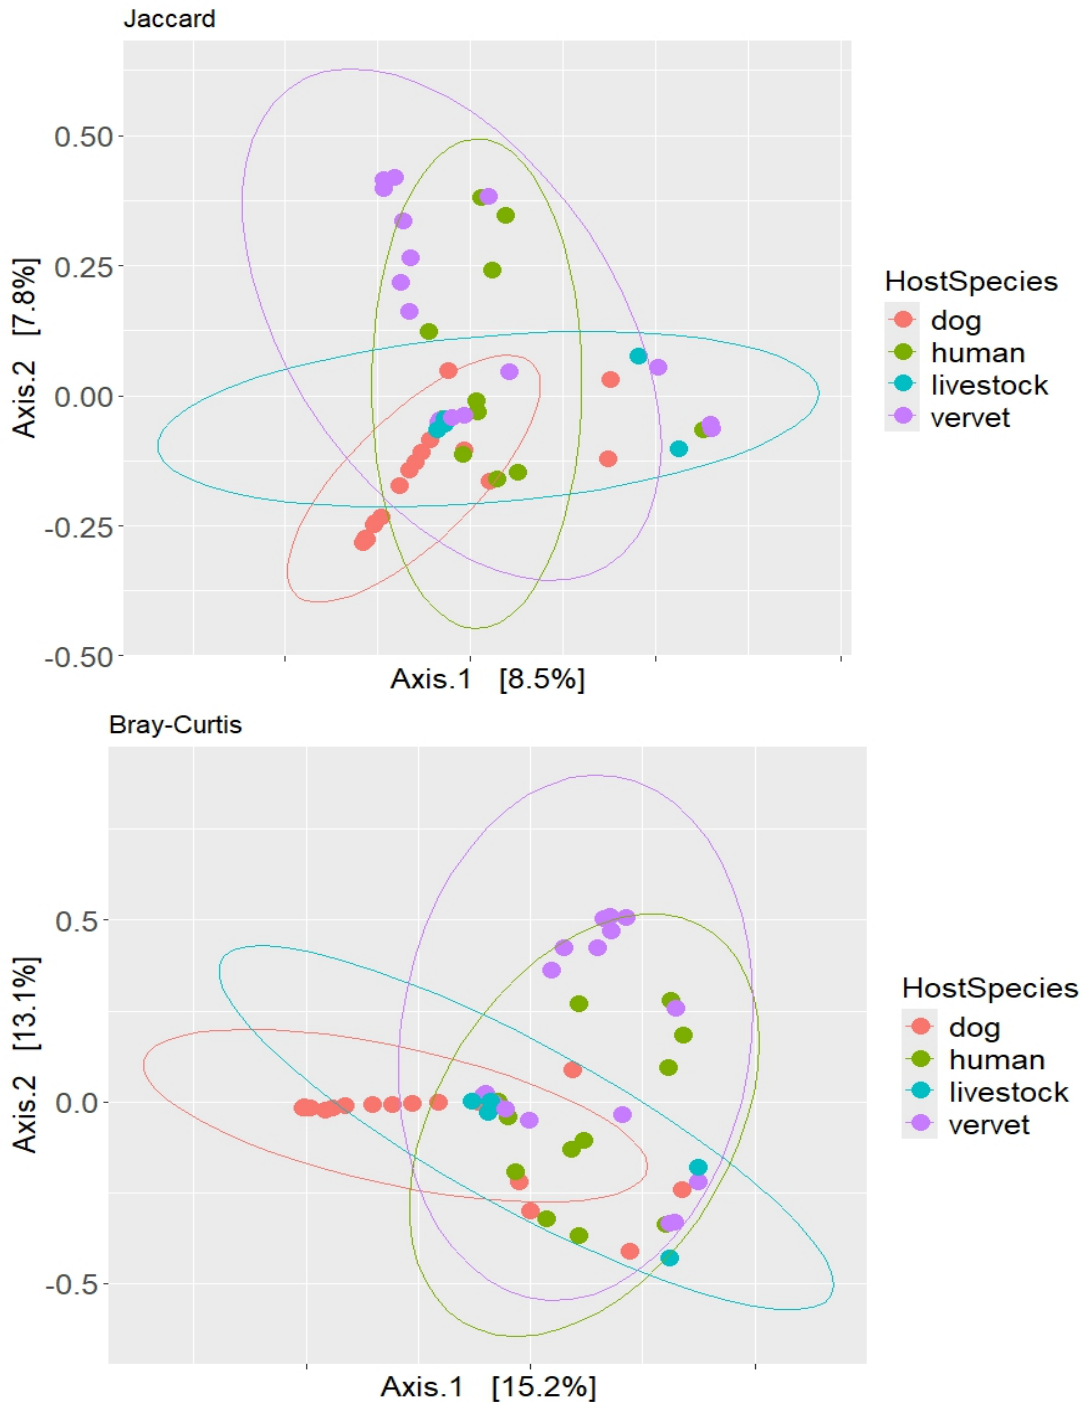 Jaccard
0.50
0.25
0.00
-0.25
-0.50
Axis.2 [7.8%]
Axis.1 [8.5%]
HostSpecies
dog
human
livestock
vervet
Bray-Curtis
0.5
0.0
-0.5
Axis.2 [13.1%]
Axis.1 [15.2%]
HostSpecies
dog
human
livestock
vervet